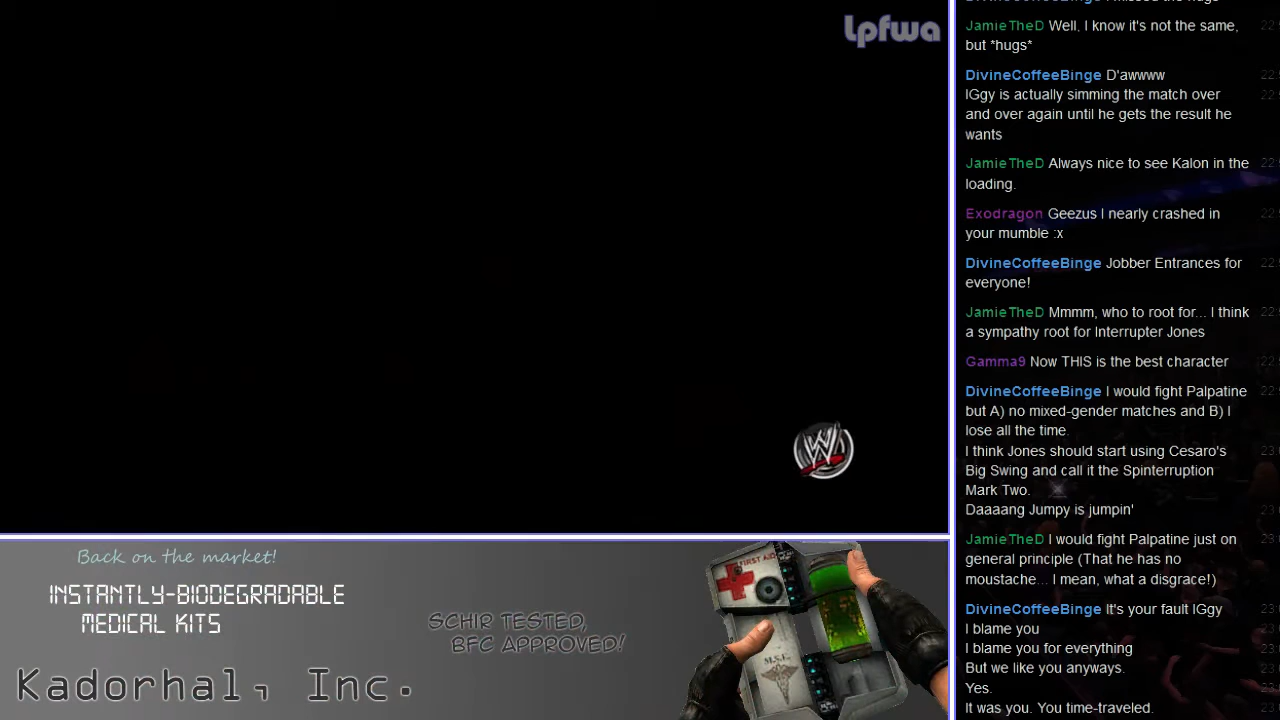 lpfwa
W
JamieTheD Well, I know it's not the same,
but *hugs*
DivineCoffeeBinge D'awwww
IGgy is actually simming the match over
and over again until he gets the result he
wants
JamieTheD Always nice to see Kalon in the
loading.
Exodragon Geezus I nearly crashed in
your mumble :x
DivineCoffeeBinge Jobber Entrances for
everyone!
JamieTheD Mmmm, who to root for... I think
a sympathy root for Interrupter Jones
Gamma9 Now THIS is the best character
DivineCoffeeBinge I would fight Palpatine
but A) no mixed-gender matches and B) I
lose all the time.
I think Jones should start using Cesaro's
Big Swing and call it the Spinterruption
Mark Two.
Daaaang Jumpy is jumpin'
JamieTheD I would fight Palpatine just on
general principle (That he has no
moustache... I mean, what a disgrace!)
DivineCoffeeBinge It's your fault IGgy
I blame you
I blame you for everything
But we like you anyways.
Yes.
It was you. You time-traveled.
Back on the market!
INSTANTLY-BIODEGRADABLE
MEDICAL KITS
SCHIR TESTED,
BFC APPROVED!
Kadorhal, Inc.
FIRST AID